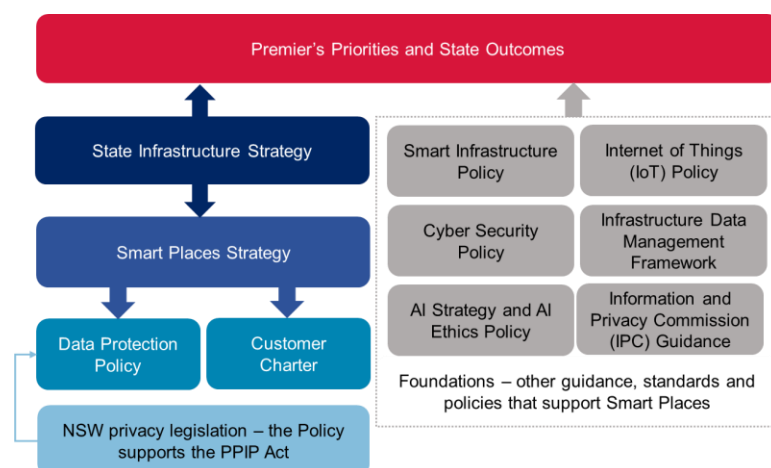 Premier's Priorities and State Outcomes
State Infrastructure Strategy
Smart Places Strategy
Data Protection
Policy
Customer
Charter
NSW privacy legislation – the Policy
supports the PPIP Act
Smart Infrastructure
Policy
Internet of Things
(IoT) Policy
Cyber Security
Policy
Infrastructure Data
Management
Framework
AI Strategy and AI
Ethics Policy
Information and
Privacy Commission
(IPC) Guidance
Foundations – other guidance, standards and
policies that support Smart Places